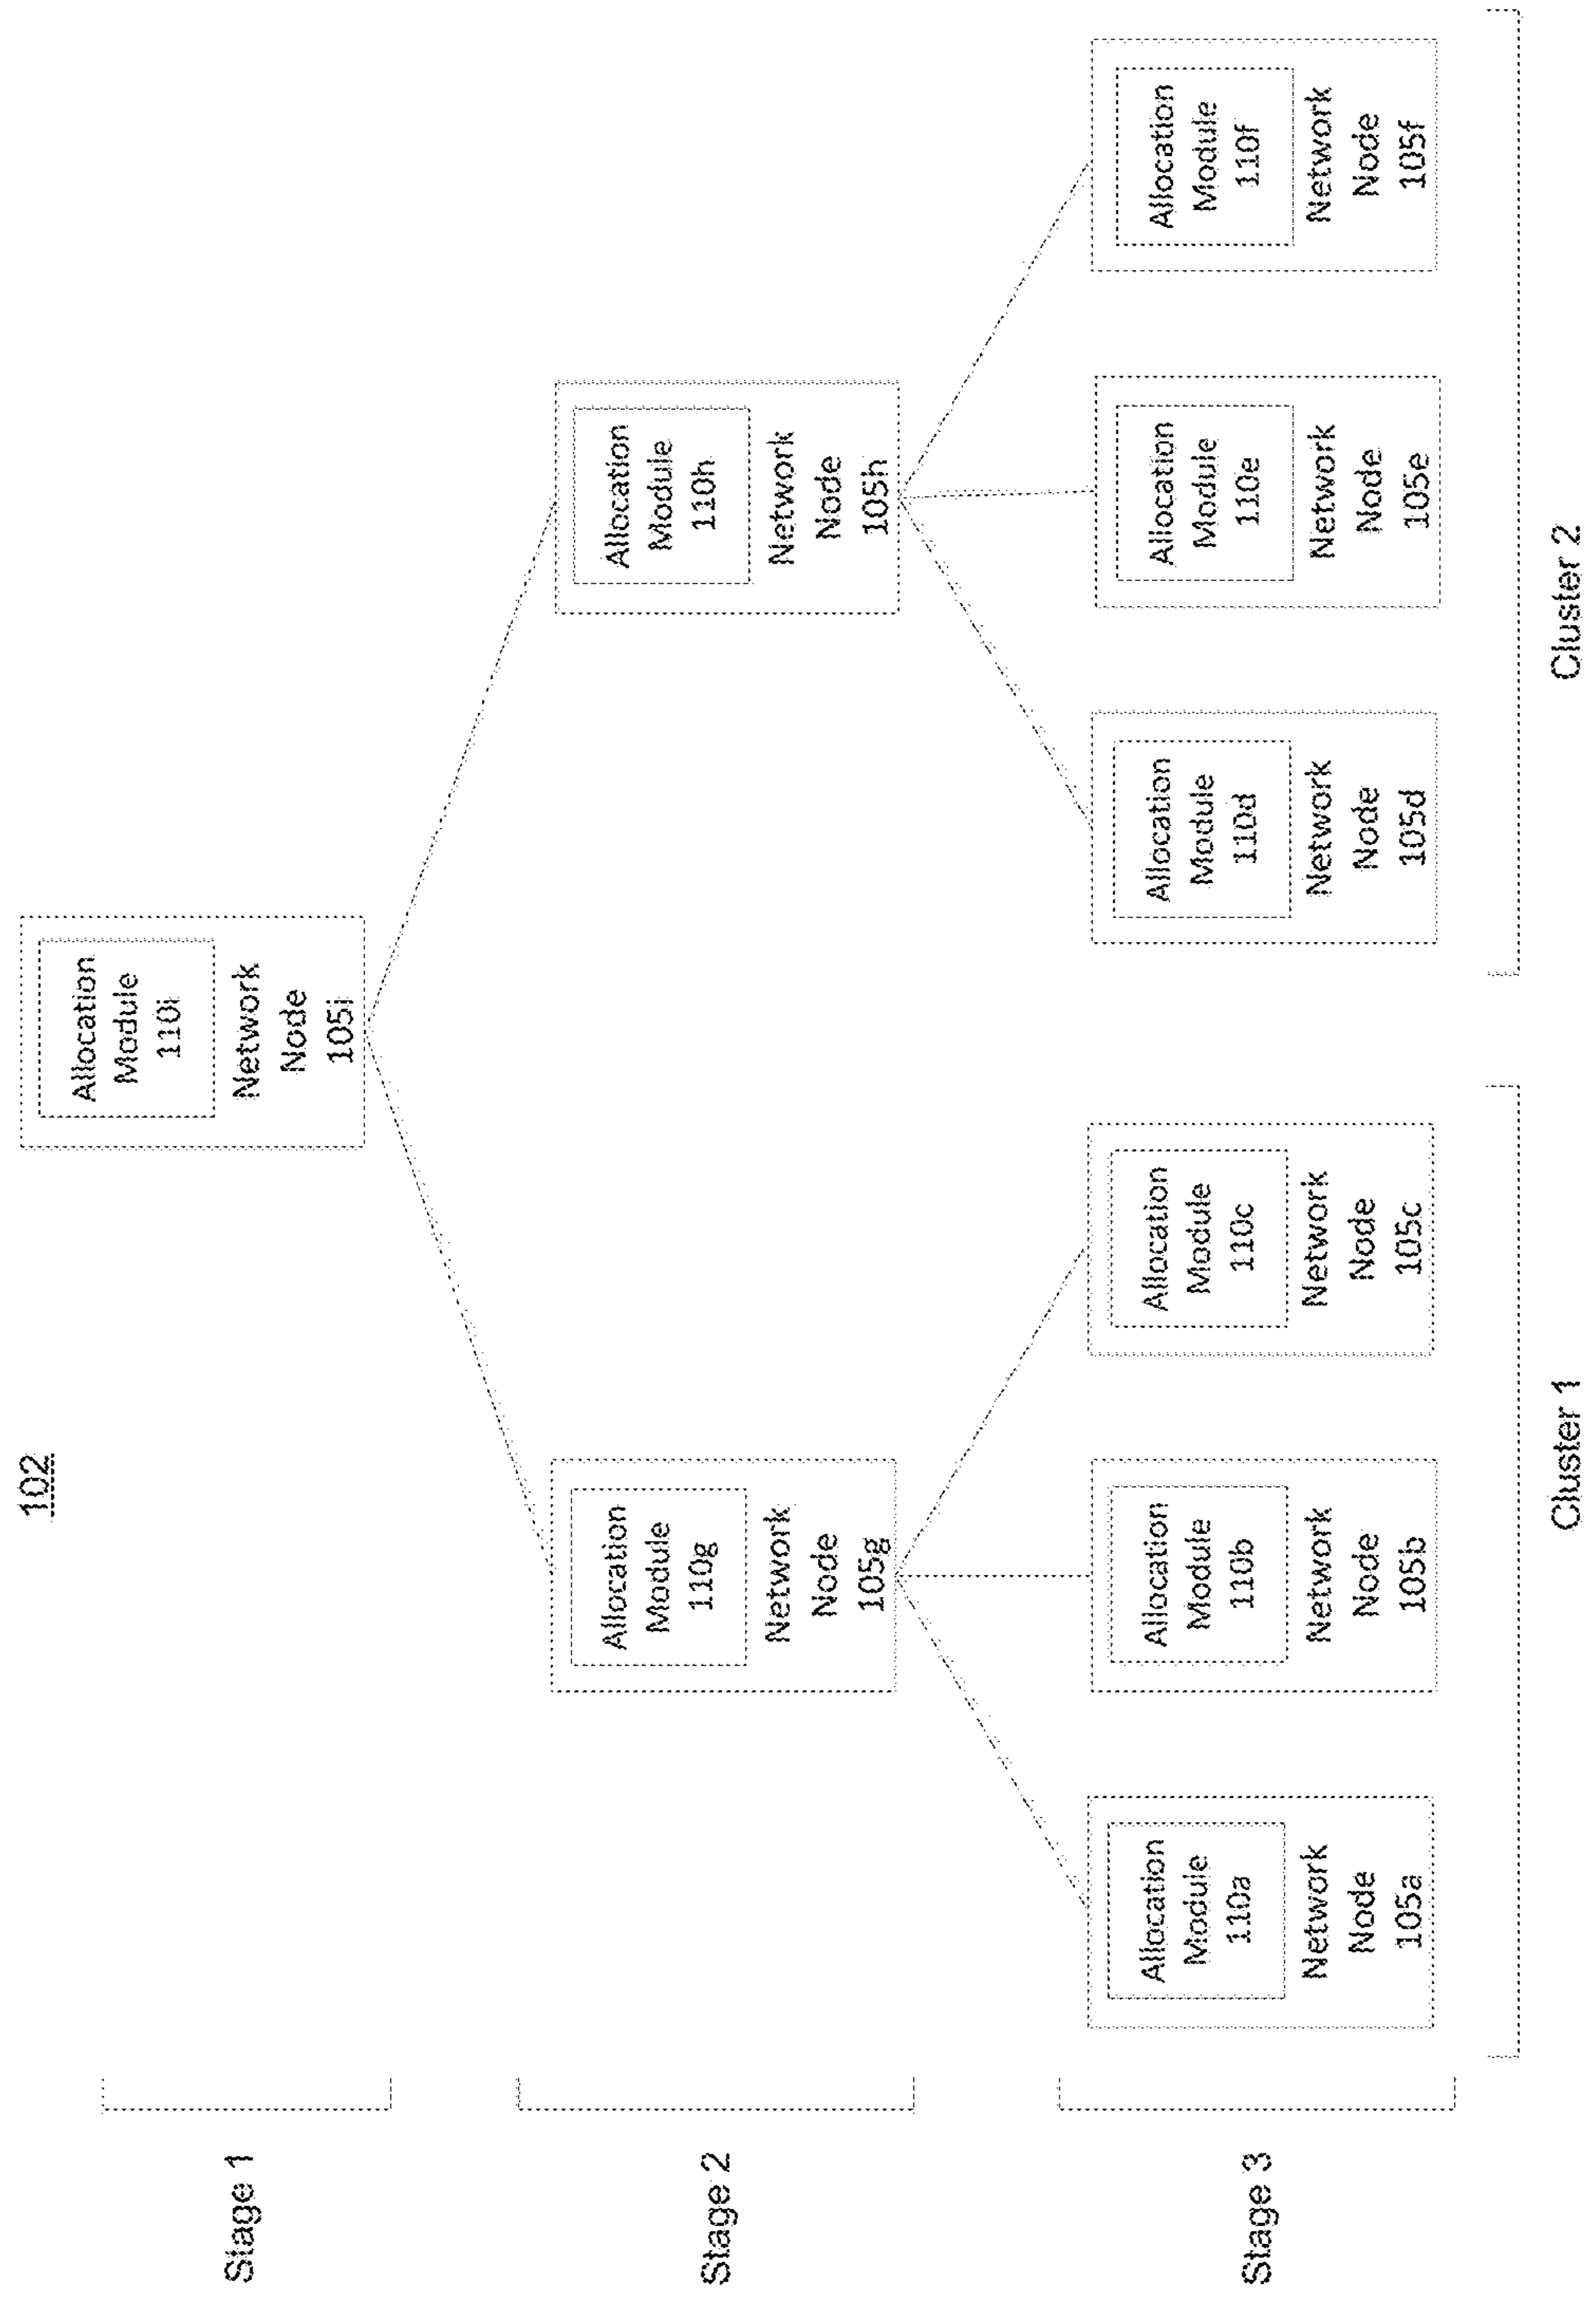 102
Stage 1
Allocation
Module
110i
Network
Node
105i
Stage 2
Allocation
Module
110g
Network
Node
105g
Allocation
Module
110h
Network
Node
105h
Stage 3
Allocation
Module
110a
Network
Node
105a
Allocation
Module
110b
Network
Node
105b
Allocation
Module
110c
Network
Node
105c
Allocation
Module
110d
Network
Node
105d
Allocation
Module
110e
Network
Node
105e
Allocation
Module
110f
Network
Node
105f
Cluster 1
Cluster 2